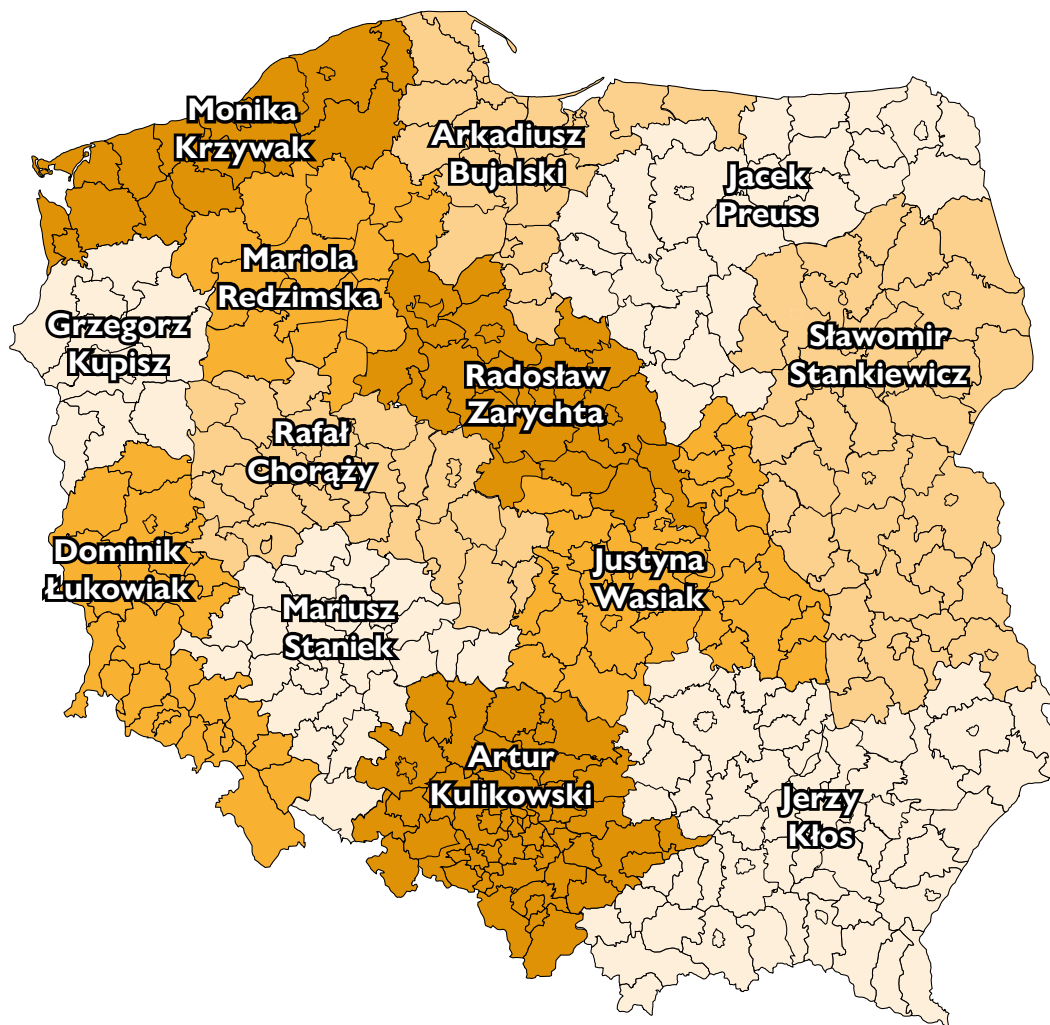 Monika
Krzywak
Arkadiusz
Bujalski
Jacek
Preuss
Mariola
Redzimska
Grzegorz
Kupisz
Sławomir
Stankiewicz
Radosław
Zarychta
Rafał
Chorąży
Dominik
Łukowiak
Justyna
Wasiak
Mariusz
Staniek
Artur
Kulikowski
Jerzy
Kłos